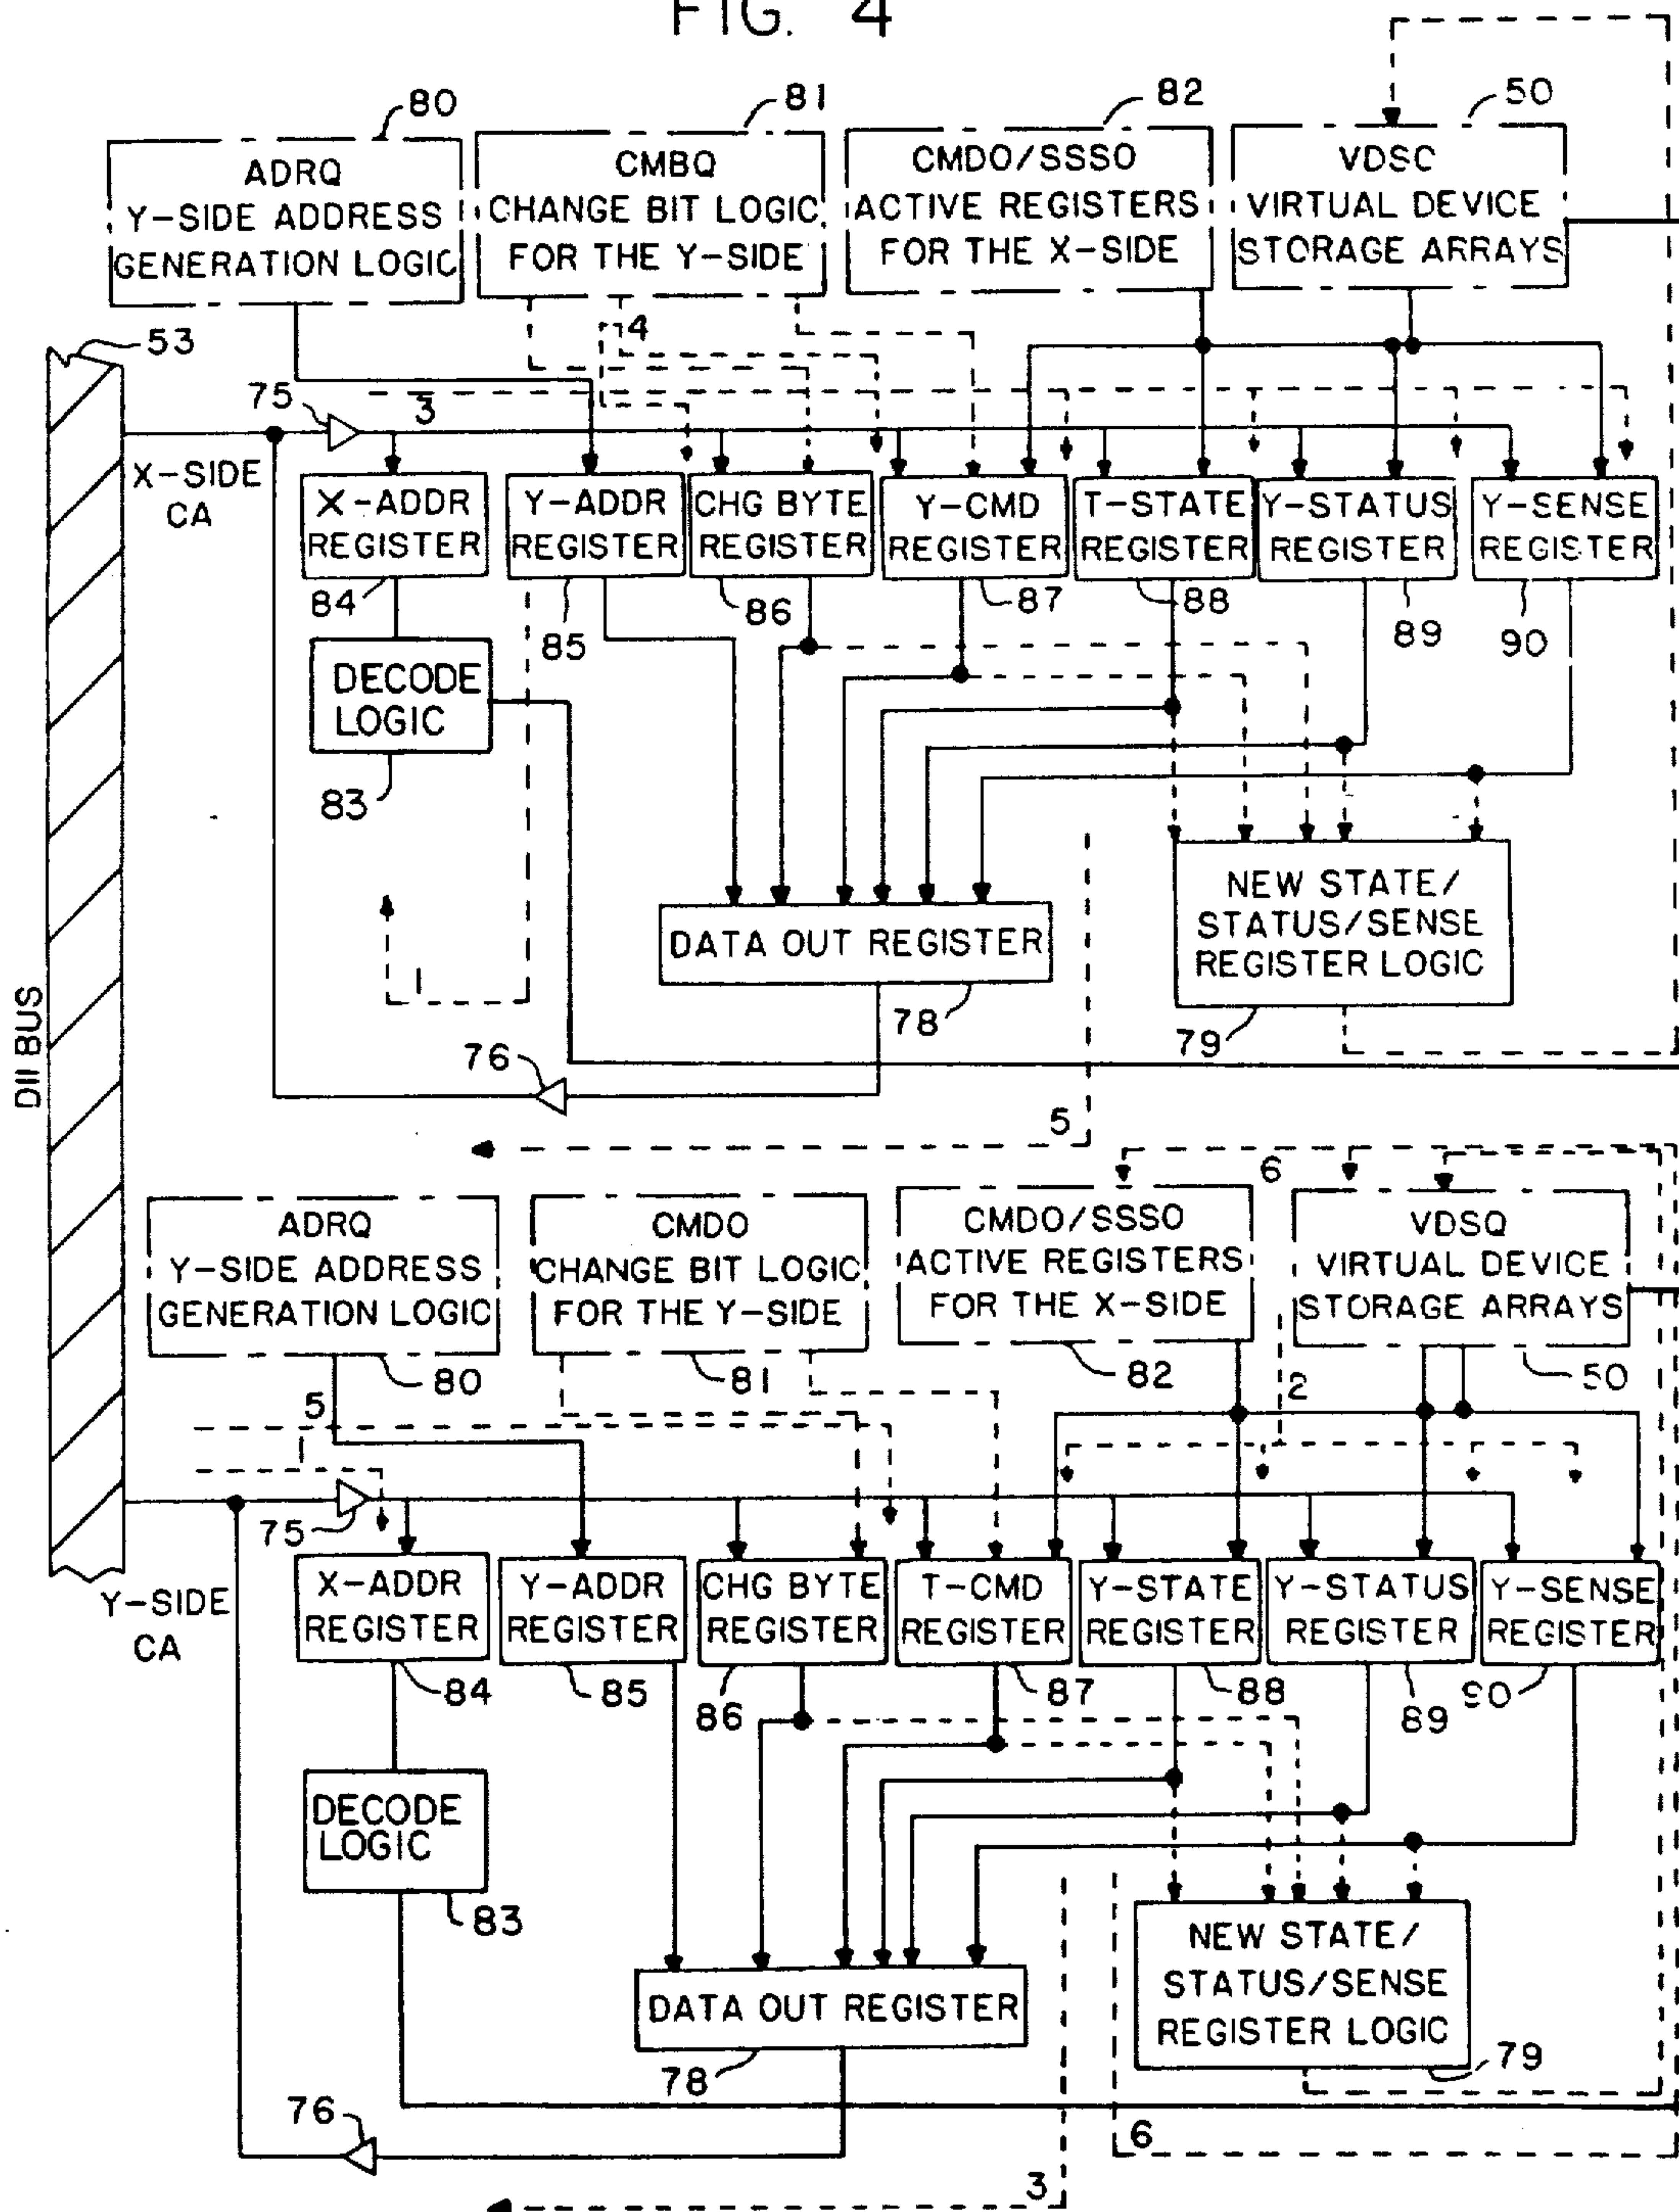 FIG. 4
80
81
82
50
ADRQ
Y-SIDE ADDRESS
GENERATION LOGIC
CMBQ
CHANGE BIT LOGIC
FOR THE Y-SIDE
CMDO/SSSO
ACTIVE REGISTERS
FOR THE X-SIDE
VDSC
VIRTUAL DEVICE
STORAGE ARRAYS
53
4
75
3
X-SIDE
CA
X-ADDR
REGISTER
Y-ADDR
REGISTER
CHG BYTE
REGISTER
Y-CMD
REGISTER
T-STATE
REGISTER
Y-STATUS
REGISTER
Y-SENSE
REGISTER
84
85
86
87
88
89
90
DECODE
LOGIC
83
1
DATA OUT REGISTER
78
NEW STATE/
STATUS/SENSE
REGISTER LOGIC
79
76
DII BUS
5
6
ADRQ
Y-SIDE ADDRESS
GENERATION LOGIC
CMDO
CHANGE BIT LOGIC
FOR THE Y-SIDE
CMDO/SSSO
ACTIVE REGISTERS
FOR THE X-SIDE
VDSQ
VIRTUAL DEVICE
STORAGE ARRAYS
80
81
82
2
50
5
1
75
Y-SIDE
CA
X-ADDR
REGISTER
Y-ADDR
REGISTER
CHG BYTE
REGISTER
T-CMD
REGISTER
Y-STATE
REGISTER
Y-STATUS
REGISTER
Y-SENSE
REGISTER
84
85
86
87
88
89
90
DECODE
LOGIC
83
DATA OUT REGISTER
78
NEW STATE/
STATUS/SENSE
REGISTER LOGIC
79
76
6
3